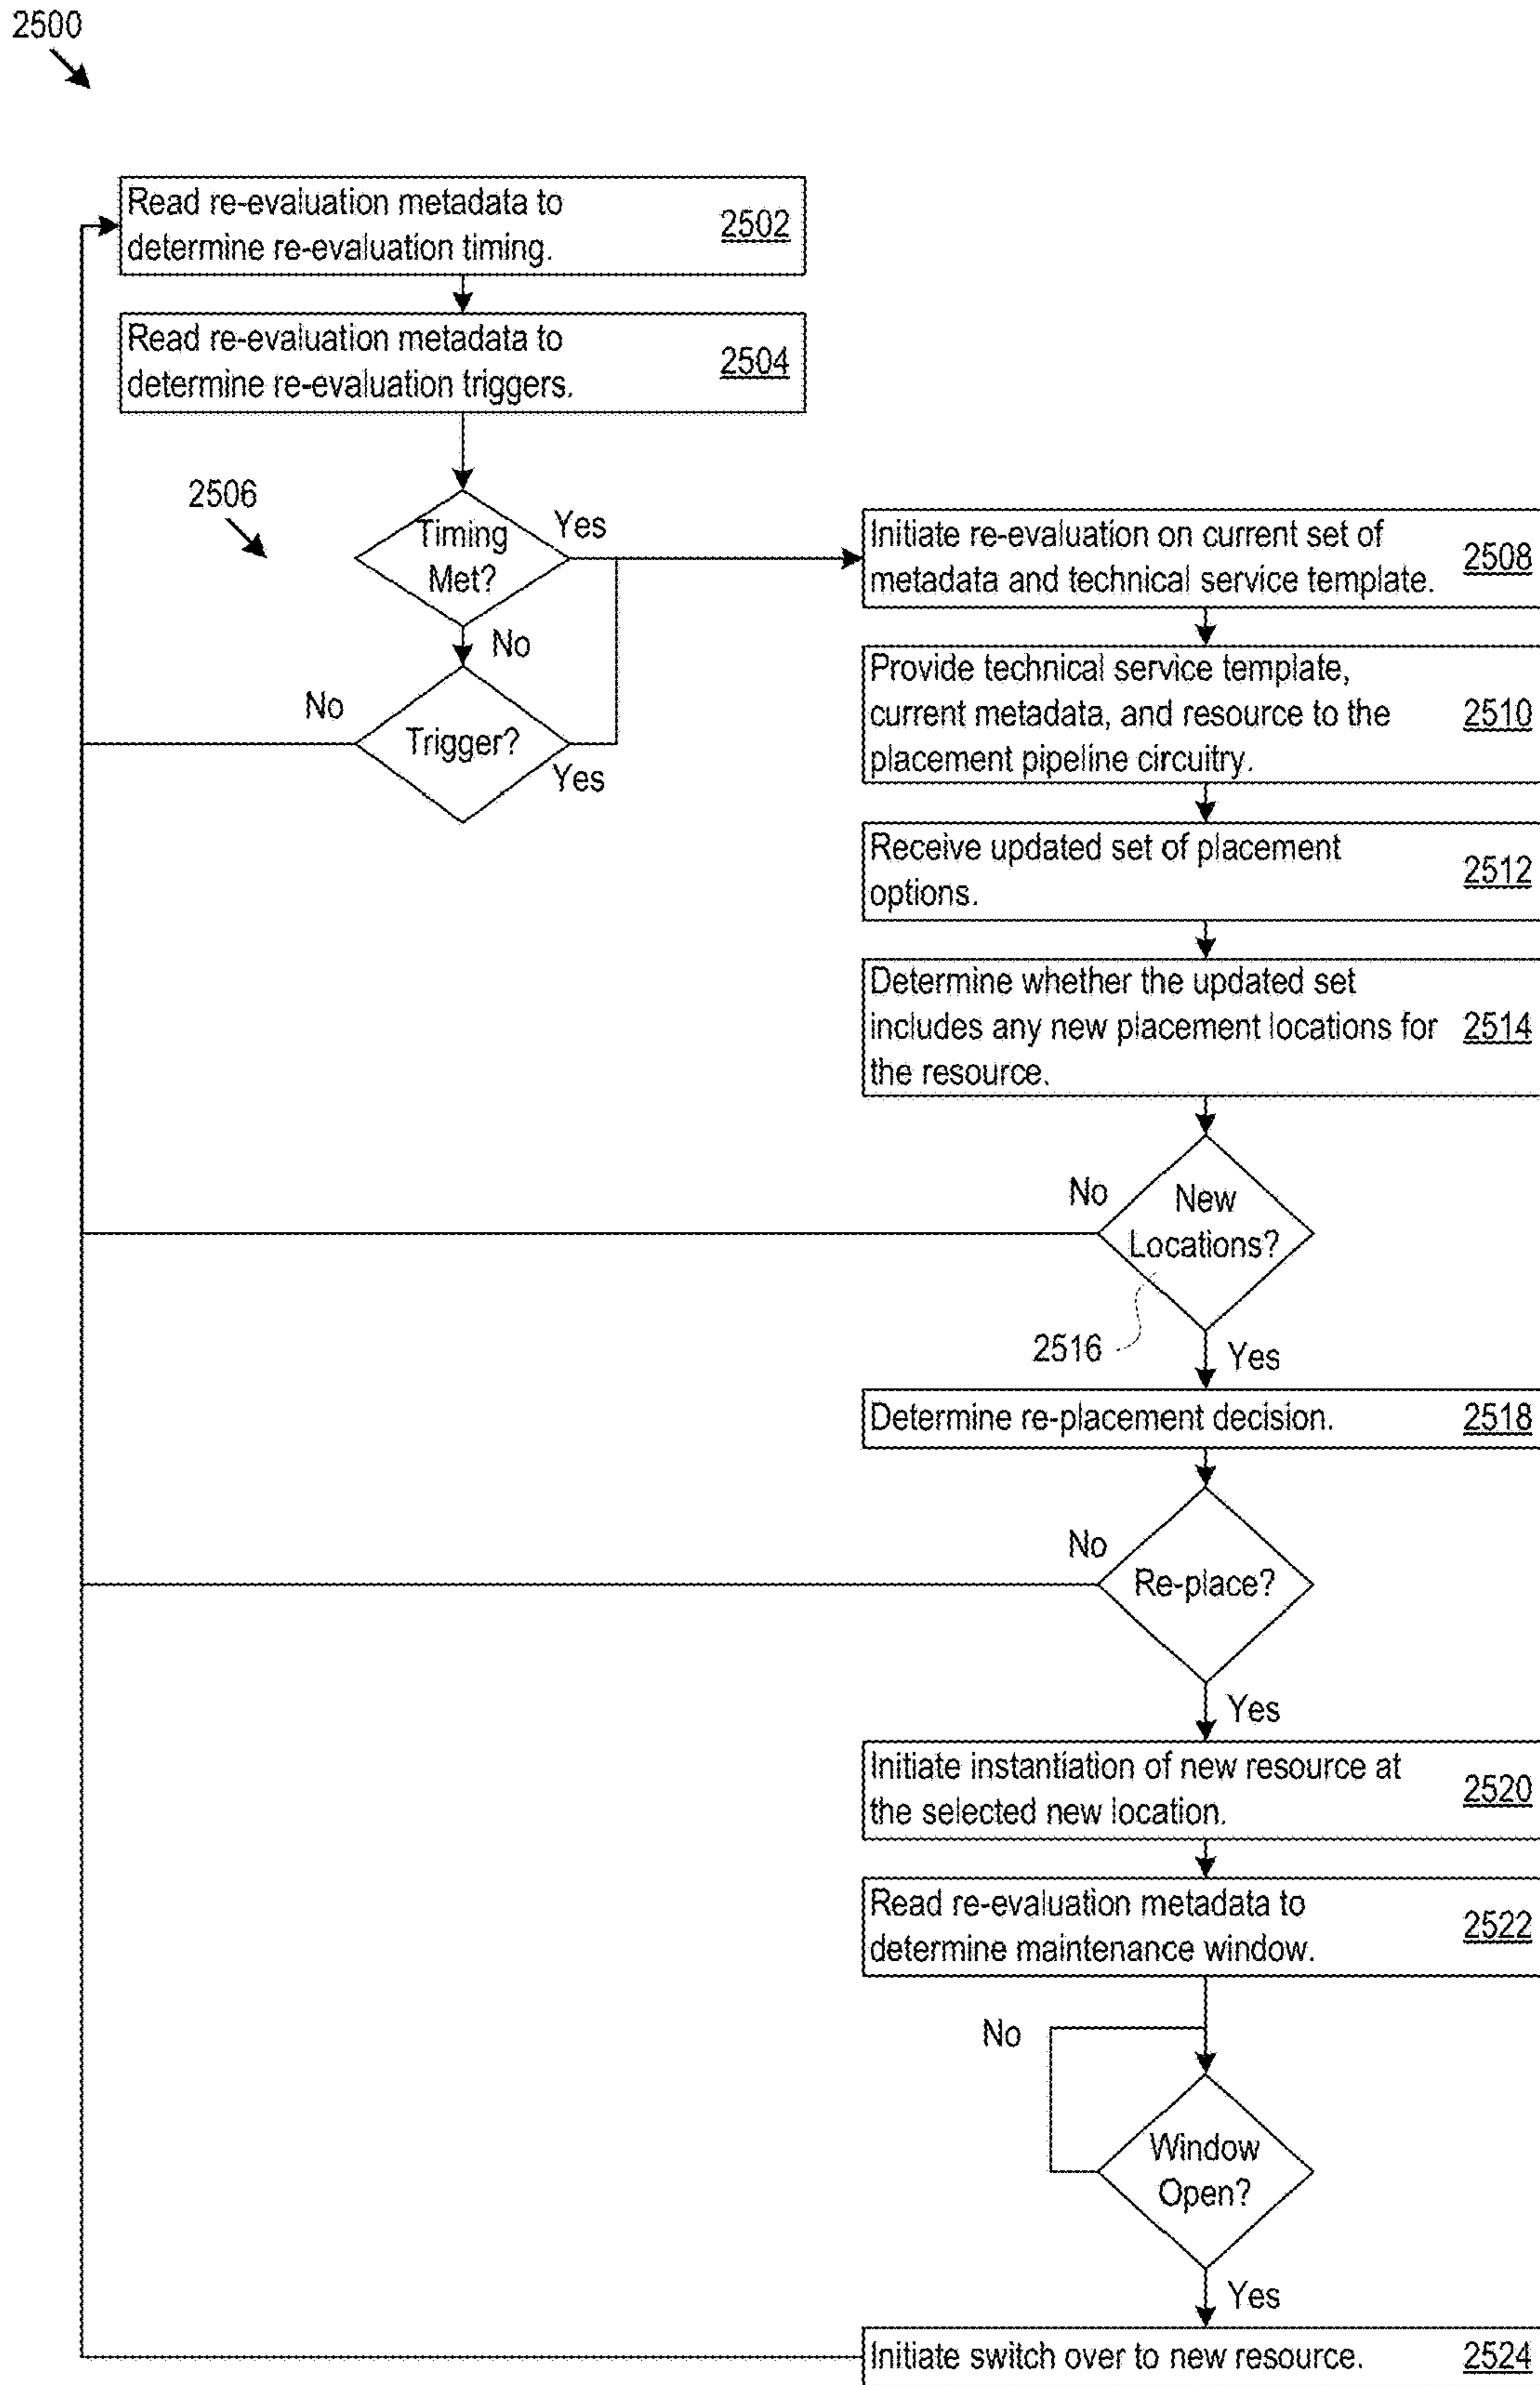 2500
Read re-evaluation metadata to
determine re-evaluation timing.
2502
Read re-evaluation metadata to
determine re-evaluation triggers.
2504
2506
Timing
Met?
Yes
No
Trigger?
No
Yes
Initiate re-evaluation on current set of
metadata and technical service template.
2508
Provide technical service template,
current metadata, and resource to the
placement pipeline circuitry.
2510
Receive updated set of placement
options.
2512
Determine whether the updated set
includes any new placement locations for
the resource.
2514
No
New
Locations?
2516
Yes
Determine re-placement decision.
2518
No
Re-place?
Yes
Initiate instantiation of new resource at
the selected new location.
2520
Read re-evaluation metadata to
determine maintenance window.
2522
No
Window
Open?
Yes
Initiate switch over to new resource.
2524